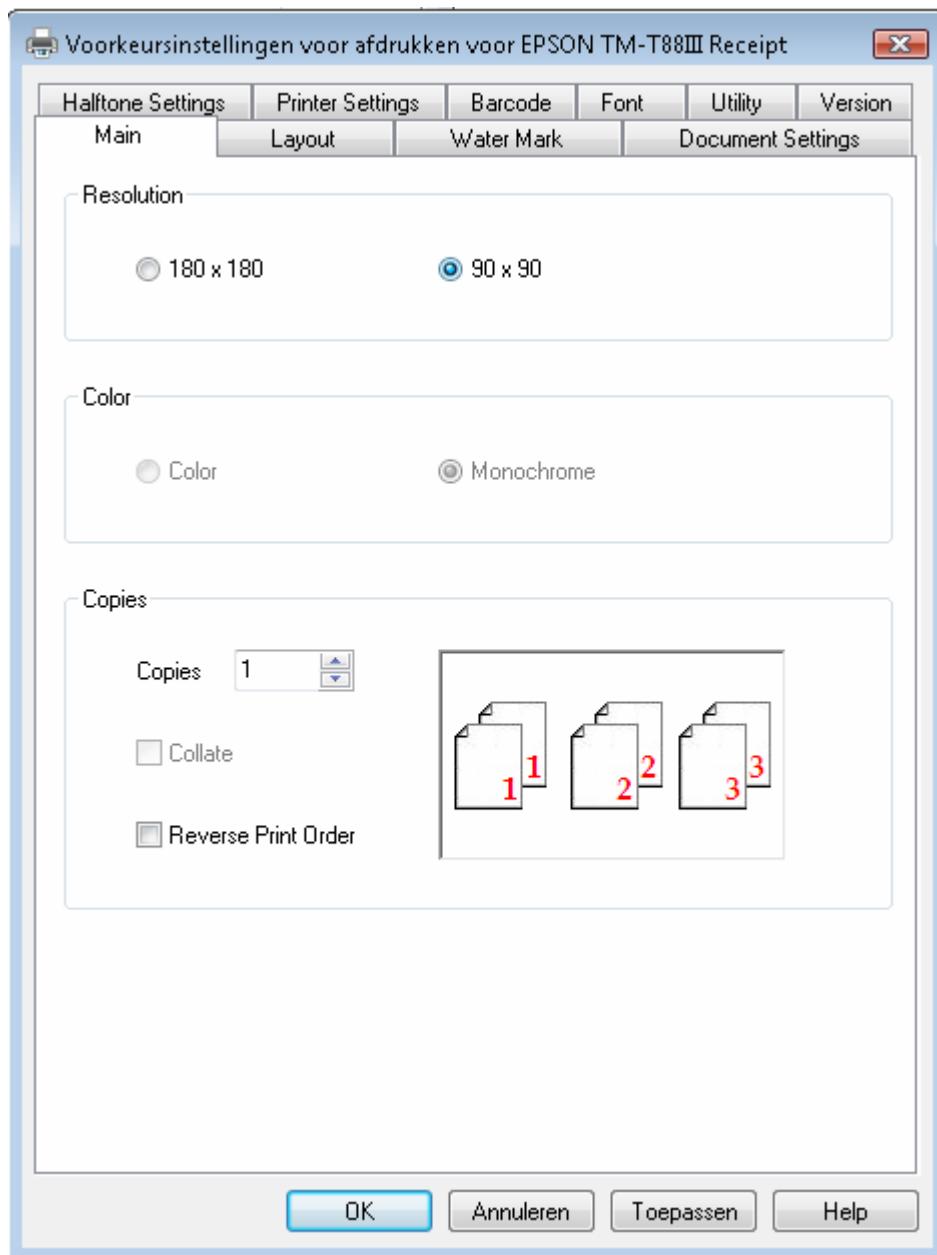 Voorkeursinstellingen voor afdrukken voor EPSON TM-T88III Receipt
Halftone Settings Printer Settings Barcode Font Utility Version
Main Layout Water Mark Document Settings
Resolution
180 x 180 90 x 90
Color
Color Monochrome
Copies
Copies 1
Collate
Reverse Print Order
1 1 2 2 3 3
OK Annuleren Toepassen Help